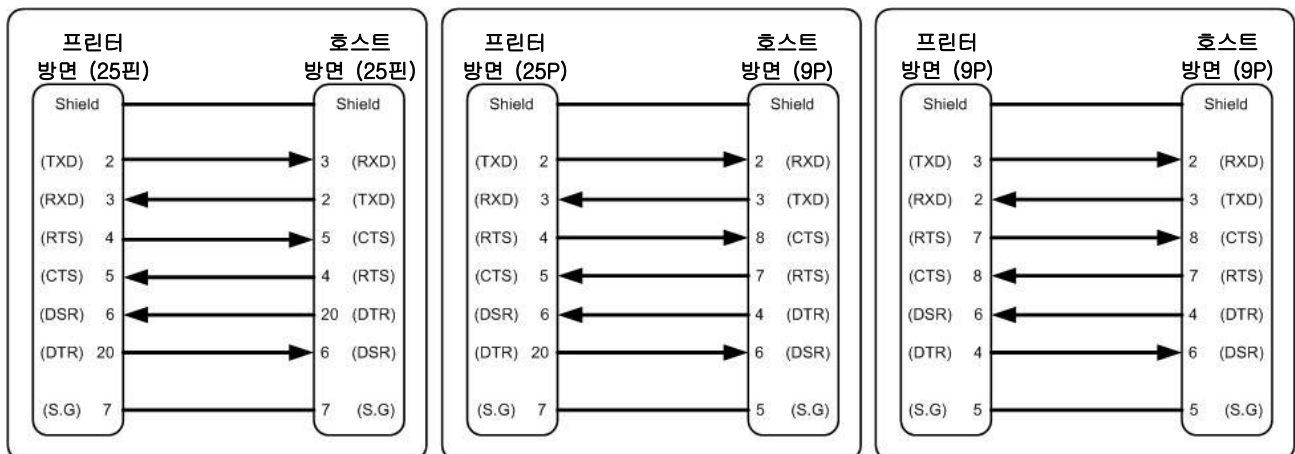 프린터 방면 (25핀)
호스트 방면 (25핀)
Shield Shield
(TXD) 2 3 (RXD)
(RXD) 3 2 (TXD)
(RTS) 4 5 (CTS)
(CTS) 5 4 (RTS)
(DSR) 6 20 (DTR)
(DTR) 20 6 (DSR)
(S.G) 7 7 (S.G)
프린터 방면 (25P)
호스트 방면 (9P)
Shield Shield
(TXD) 2 2 (RXD)
(RXD) 3 3 (TXD)
(RTS) 4 8 (CTS)
(CTS) 5 7 (RTS)
(DSR) 6 4 (DTR)
(DTR) 20 6 (DSR)
(S.G) 7 5 (S.G)
프린터 방면 (9P)
호스트 방면 (9P)
Shield Shield
(TXD) 3 2 (RXD)
(RXD) 2 3 (TXD)
(RTS) 7 8 (CTS)
(CTS) 8 7 (RTS)
(DSR) 6 4 (DTR)
(DTR) 4 6 (DSR)
(S.G) 5 5 (S.G)